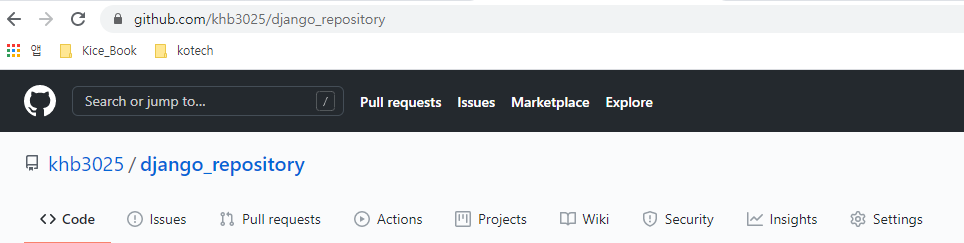 github.com/khb3025/django_repository
앱 Kice_Book kotech
Search or jump to... / Pull requests Issues Marketplace Explore
khb3025 / django_repository
Code Issues Pull requests Actions Projects Wiki Security Insights Settings